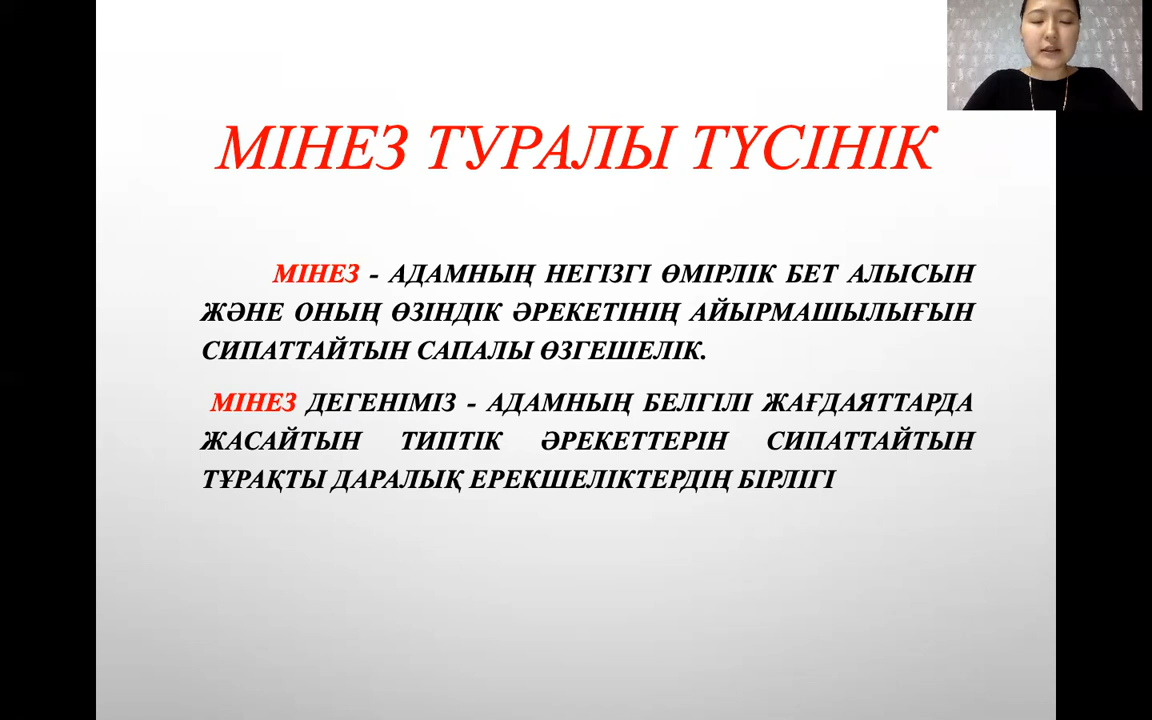 МІНЕЗ ТУРАЛЫ ТҮСІНІК
МІНЕЗ - АДАМНЫҢ НЕГІЗГІ ӨМІРЛІК БЕТ АЛЫСЫН
ЖӘНЕ ОНЫҢ ӨЗІНДІК ӘРЕКЕТІНІҢ АЙЫРМАШЫЛЫҒЫН
СИПАТТАЙТЫН САПАЛЫ ӨЗГЕШЕЛІК.
МІНЕЗ ДЕГЕНІМІЗ - АДАМНЫҢ БЕЛГІЛІ ЖАҒДАЯТТАРДА
ЖАСАЙТЫН ТИПТІК ӘРЕКЕТТЕРІН СИПАТТАЙТЫН
ТҰРАҚТЫ ДАРАЛЫҚ ЕРЕКШЕЛІКТЕРДІҢ БІРЛІГІ